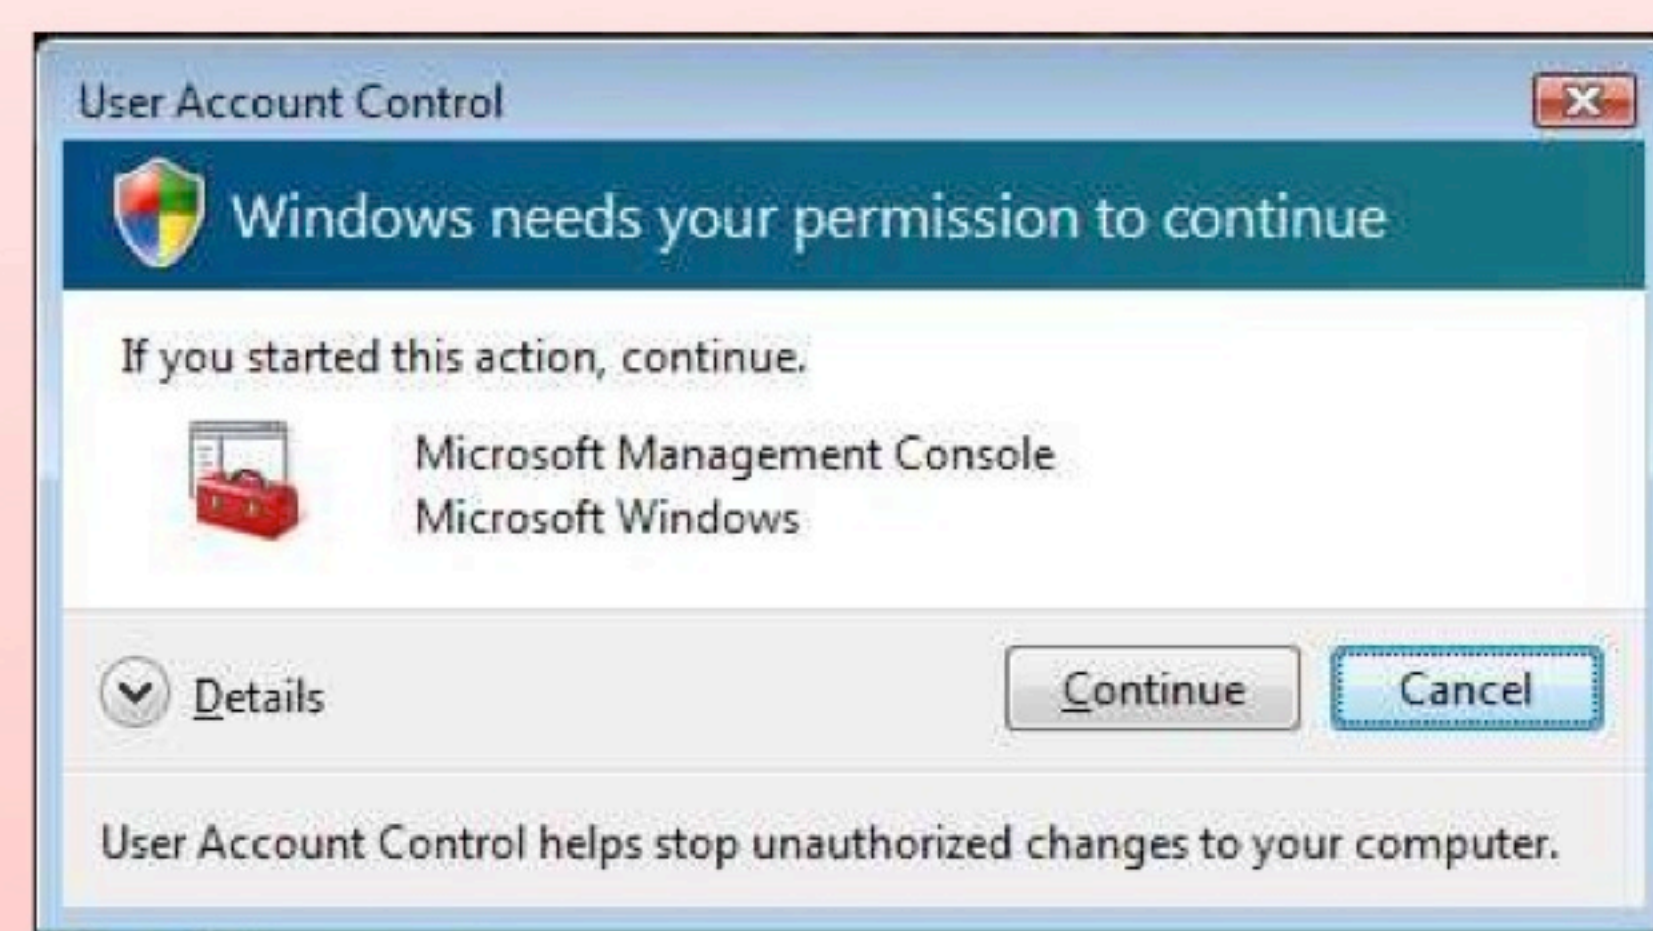 User Account Control
Windows needs your permission to continue
If you started this action, continue.
Microsoft Management Console
Microsoft Windows
Details
Continue
Cancel
User Account Control helps stop unauthorized changes to your computer.